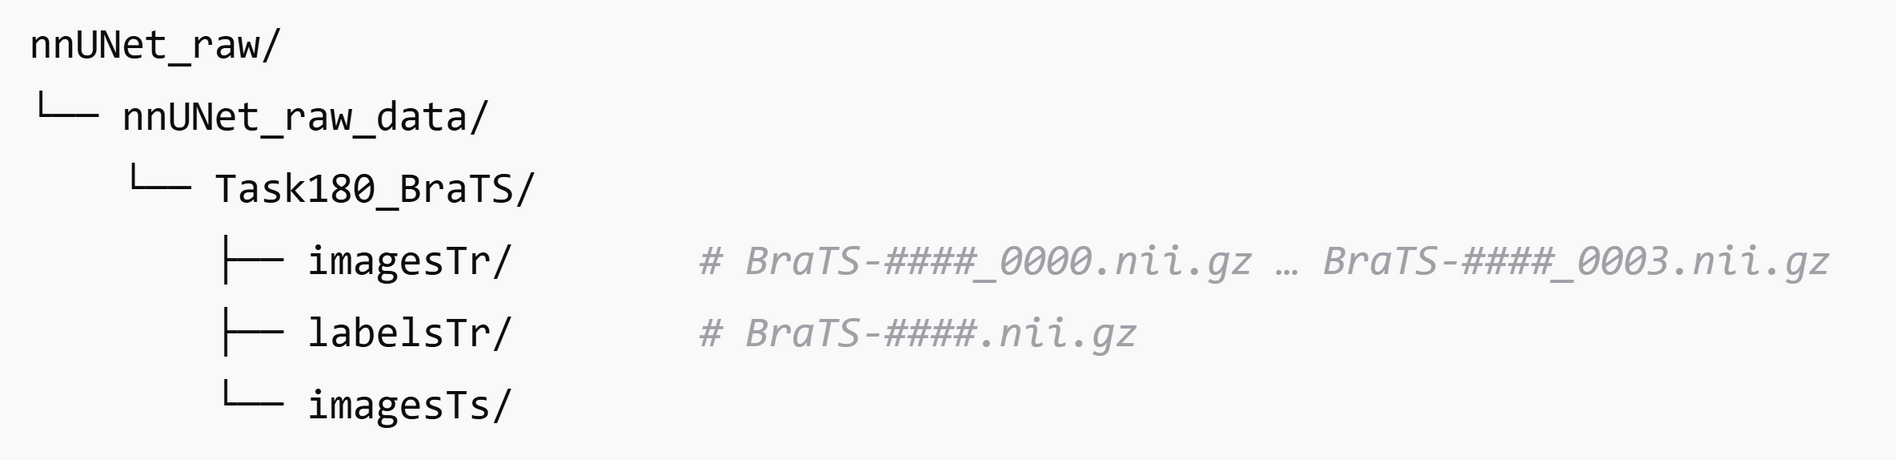 nnUNet_raw/
└── nnUNet_raw_data/
    └── Task180_BraTS/
        ├── imagesTr/        # BraTS-####_0000.nii.gz … BraTS-####_0003.nii.gz
        ├── labelsTr/        # BraTS-####.nii.gz
        └── imagesTs/